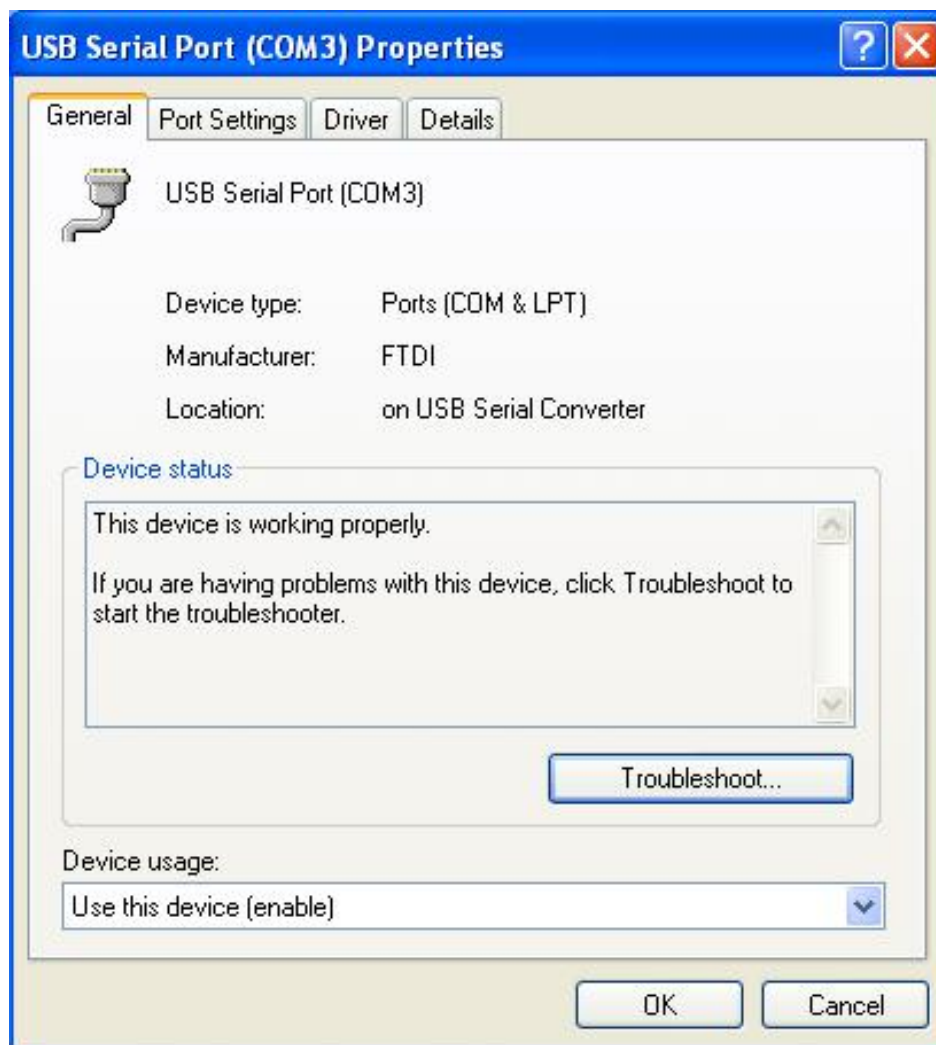 USB Serial Port (COM3) Properties
General Port Settings Driver Details
USB Serial Port (COM3)
Device type: Ports (COM & LPT)
Manufacturer: FTDI
Location: on USB Serial Converter
Device status
This device is working properly.
If you are having problems with this device, click Troubleshoot to
start the troubleshooter.
Troubleshoot...
Device usage:
Use this device (enable)
OK Cancel